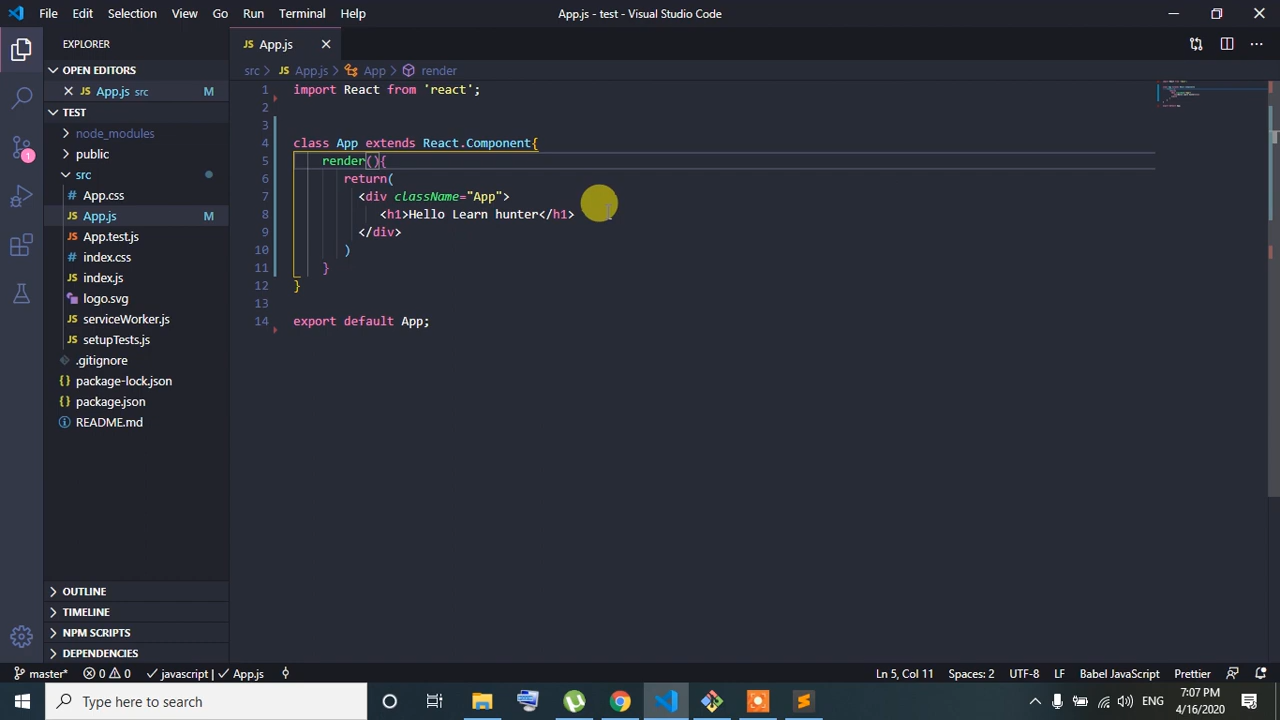 File Edit Selection View Go Run Terminal Help App.js - test - Visual Studio Code
EXPLORER
App.js
OPEN EDITORS
App.js src M
src > App.js > App > render
TEST
node_modules
public
src
App.css
App.js M
App.test.js
index.css
index.js
logo.svg
serviceWorker.js
setupTests.js
.gitignore
package-lock.json
package.json
README.md
OUTLINE
TIMELINE
NPM SCRIPTS
DEPENDENCIES
1
1 import React from 'react';
2
3
4 class App extends React.Component{
5 render(){
6 return(
7 <div className="App">
8 <h1>Hello Learn hunter</h1>
9 </div>
10 )
11 }
12 }
13
14 export default App;
master* 0 0 javascript | App.js Ln 5, Col 11 Spaces: 2 UTF-8 LF Babel JavaScript Prettier
Type here to search
ENG
7:07 PM
4/16/2020